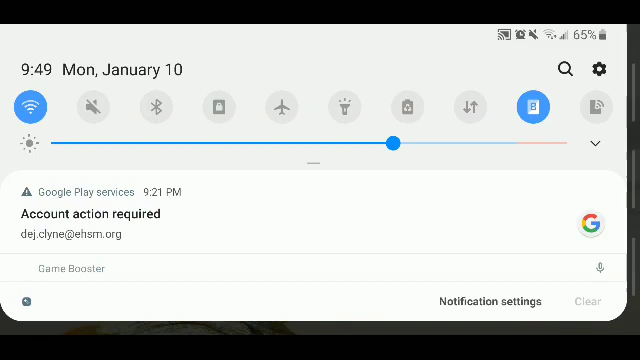 65%
9:49 Mon, January 10
B
Google Play services 9:21 PM
Account action required
dej.clyne@ehsm.org
G
Game Booster
Notification settings Clear